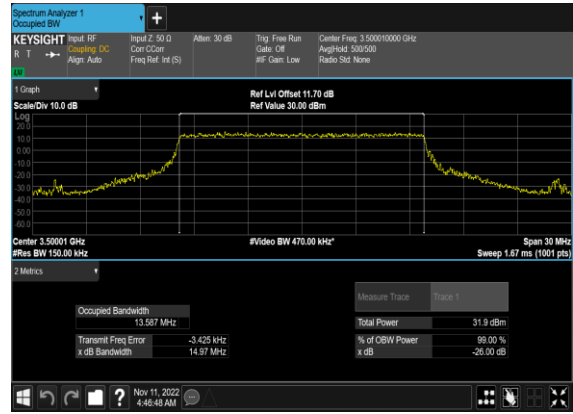 Spectrum Analyzer 1
Occupied BW
+
KEYSIGHT Input: RF Input Z: 50 Ω Atten: 30 dB Trig: Free Run Center Freq: 3.500010000 GHz
R T Coupling: DC Corr CCorr Gate: Off Avg|Hold: 500/500
Align: Auto Freq Ref: Int (S) #IF Gain: Low Radio Std: None
1 Graph
Ref Lvl Offset 11.70 dB
Scale/Div 10.0 dB Ref Value 30.00 dBm
Log
20.0
10.0
0.00
-10.0
-20.0
-30.0
-40.0
-50.0
-60.0
Center 3.50001 GHz #Video BW 470.00 kHz* Span 30 MHz
#Res BW 150.00 kHz Sweep 1.67 ms (1001 pts)
2 Metrics
Measure Trace Trace 1
Occupied Bandwidth
13.587 MHz Total Power 31.9 dBm
Transmit Freq Error -3.425 kHz % of OBW Power 99.00 %
x dB Bandwidth 14.97 MHz x dB -26.00 dB
? Nov 11, 2022
4:46:48 AM